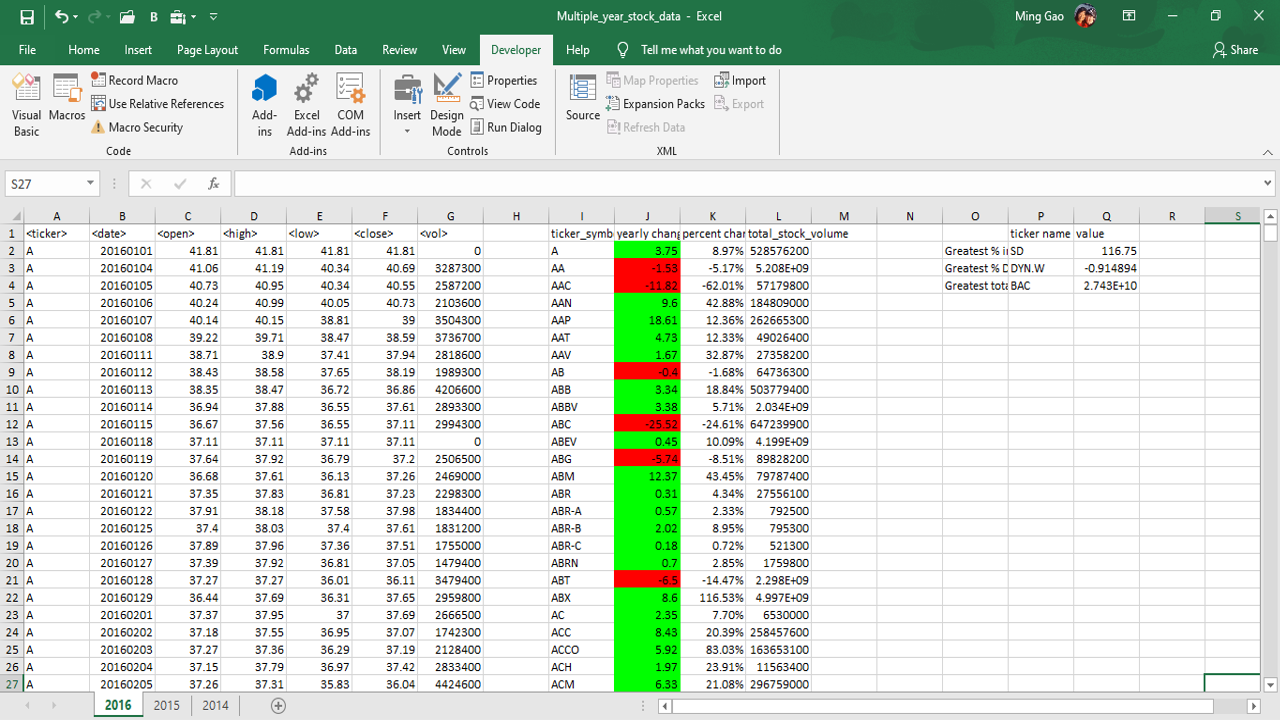 B
Multiple_year_stock_data - Excel
Ming Gao
File Home Insert Page Layout Formulas Data Review View Developer Help Tell me what you want to do Share
Visual Basic
Macros
Record Macro
Use Relative References
Macro Security
Code
Add-ins
Excel Add-ins
COM Add-ins
Add-ins
Insert
Design Mode
Properties
View Code
Run Dialog
Controls
Source
Map Properties
Expansion Packs
Refresh Data
Import
Export
XML
S27 fx
A B C D E F G H I J K L M N O P Q R S
1 <ticker> <date> <open> <high> <low> <close> <vol> ticker_symb yearly chang percent char total_stock_volume ticker name value
2 A 20160101 41.81 41.81 41.81 41.81 0 A 3.75 8.97% 528576200 Greatest % i SD 116.75
3 A 20160104 41.06 41.19 40.34 40.69 3287300 AA -1.53 -5.17% 5.208E+09 Greatest % D DYN.W -0.914894
4 A 20160105 40.73 40.95 40.34 40.55 2587200 AAC -11.82 -62.01% 57179800 Greatest tota BAC 2.743E+10
5 A 20160106 40.24 40.99 40.05 40.73 2103600 AAN 9.6 42.88% 184809000
6 A 20160107 40.14 40.15 38.81 39 3504300 AAP 18.61 12.36% 262665300
7 A 20160108 39.22 39.71 38.47 38.59 3736700 AAT 4.73 12.33% 49026400
8 A 20160111 38.71 38.9 37.41 37.94 2818600 AAV 1.67 32.87% 27358200
9 A 20160112 38.43 38.58 37.65 38.19 1989300 AB -0.4 -1.68% 64736300
10 A 20160113 38.35 38.47 36.72 36.86 4206600 ABB 3.34 18.84% 503779400
11 A 20160114 36.94 37.88 36.55 37.61 2893300 ABBV 3.38 5.71% 2.034E+09
12 A 20160115 36.67 37.56 36.55 37.11 2994300 ABC -25.52 -24.61% 647239900
13 A 20160118 37.11 37.11 37.11 37.11 0 ABEV 0.45 10.09% 4.199E+09
14 A 20160119 37.64 37.92 36.79 37.2 2506500 ABG -5.74 -8.51% 89828200
15 A 20160120 36.68 37.61 36.13 37.26 2469000 ABM 12.37 43.45% 79787400
16 A 20160121 37.35 37.83 36.81 37.23 2298300 ABR 0.31 4.34% 27556100
17 A 20160122 37.91 38.18 37.58 37.98 1834400 ABR-A 0.57 2.33% 792500
18 A 20160125 37.4 38.03 37.4 37.61 1831200 ABR-B 2.02 8.95% 795300
19 A 20160126 37.89 37.96 37.36 37.51 1755000 ABR-C 0.18 0.72% 521300
20 A 20160127 37.39 37.92 36.81 37.05 1479400 ABRN 0.7 2.85% 1759800
21 A 20160128 37.27 37.27 36.01 36.11 3479400 ABT -6.5 -14.47% 2.298E+09
22 A 20160129 36.44 37.69 36.31 37.65 2959800 ABX 8.6 116.53% 4.997E+09
23 A 20160201 37.37 37.95 37 37.69 2666500 AC 2.35 7.70% 6530000
24 A 20160202 37.18 37.55 36.95 37.07 1742300 ACC 8.43 20.39% 258457600
25 A 20160203 37.27 37.36 36.29 37.19 2128400 ACCO 5.92 83.03% 163653100
26 A 20160204 37.15 37.79 36.97 37.42 2833400 ACH 1.97 23.91% 11563400
27 A 20160205 37.26 37.31 35.83 36.04 4424600 ACM 6.33 21.08% 296759000
2016 2015 2014